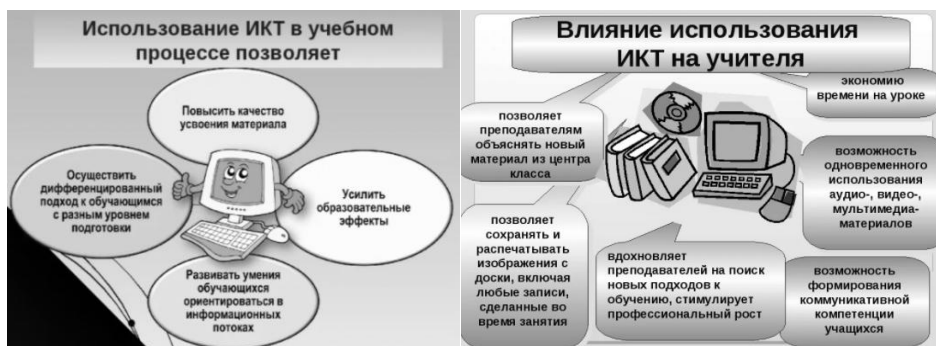 Использование ИКТ в учебном
процессе позволяет
Повысить качество
усвоения материала
Осуществить
дифференцированный
подход к обучающимся
с разным уровнем
подготовки
Усилить
образовательные
эффекты
Развивать умения
обучающихся
ориентироваться в
информационных
потоках
Влияние использования
ИКТ на учителя
экономию
времени на уроке
позволяет
преподавателям
объяснять новый
материал из центра
класса
возможность
одновременного
использования
аудио-, видео-,
мультимедиа-
материалов
позволяет
сохранять и
распечатывать
изображения с
доски, включая
любые записи,
сделанные во
время занятия
вдохновляет
преподавателей на поиск
новых подходов к
обучению, стимулирует
профессиональный рост
возможность
формирования
коммуникативной
компетенции
учащихся